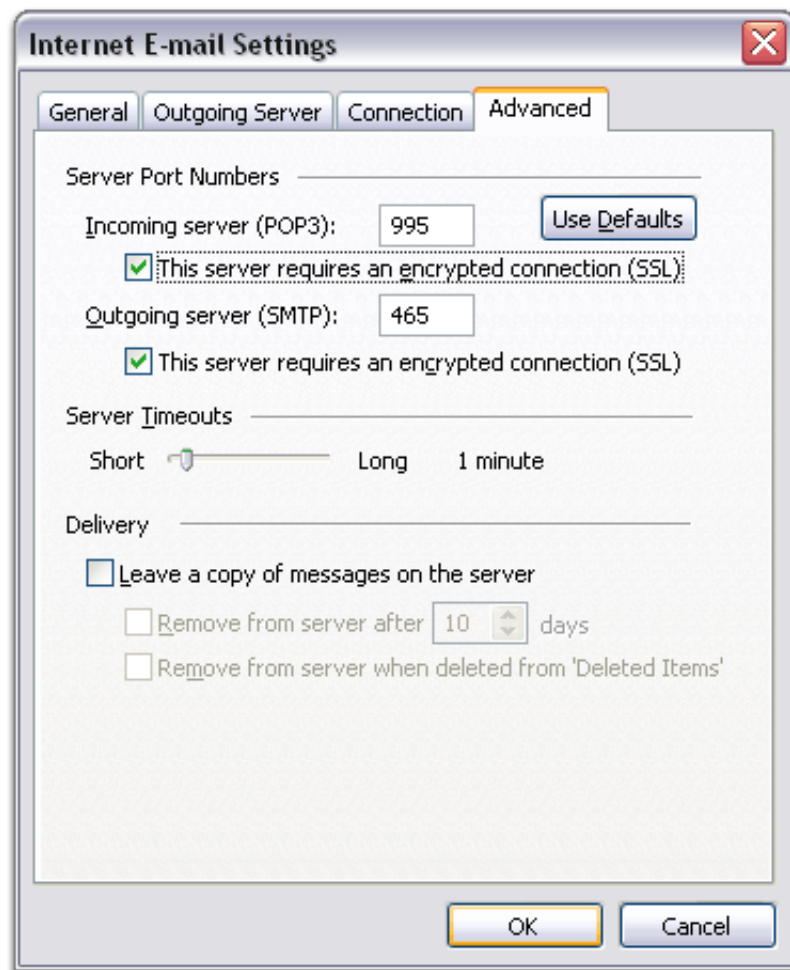 Internet E-mail Settings
General Outgoing Server Connection Advanced
Server Port Numbers
Incoming server (POP3): 995 Use Defaults
This server requires an encrypted connection (SSL)
Outgoing server (SMTP): 465
This server requires an encrypted connection (SSL)
Server Timeouts
Short Long 1 minute
Delivery
Leave a copy of messages on the server
Remove from server after 10 days
Remove from server when deleted from 'Deleted Items'
OK Cancel